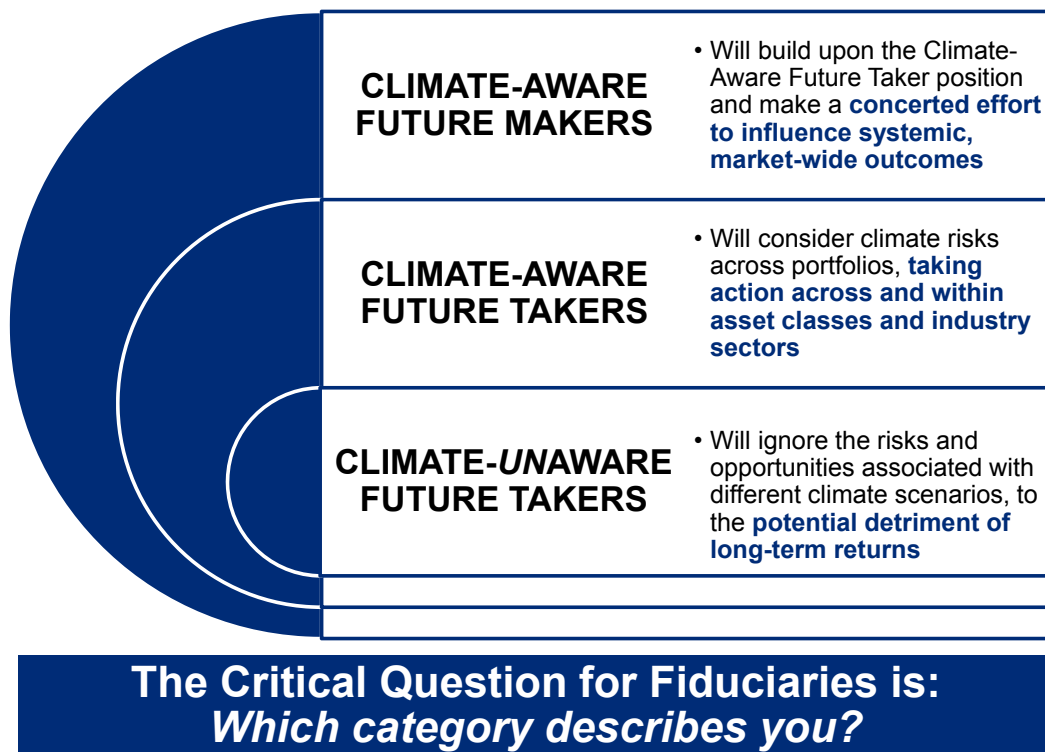 CLIMATE-AWARE
FUTURE MAKERS
• Will build upon the Climate-
Aware Future Taker position
and make a concerted effort
to influence systemic,
market-wide outcomes
CLIMATE-AWARE
FUTURE TAKERS
• Will consider climate risks
across portfolios, taking
action across and within
asset classes and industry
sectors
CLIMATE-UNAWARE
FUTURE TAKERS
• Will ignore the risks and
opportunities associated with
different climate scenarios, to
the potential detriment of
long-term returns
The Critical Question for Fiduciaries is:
Which category describes you?